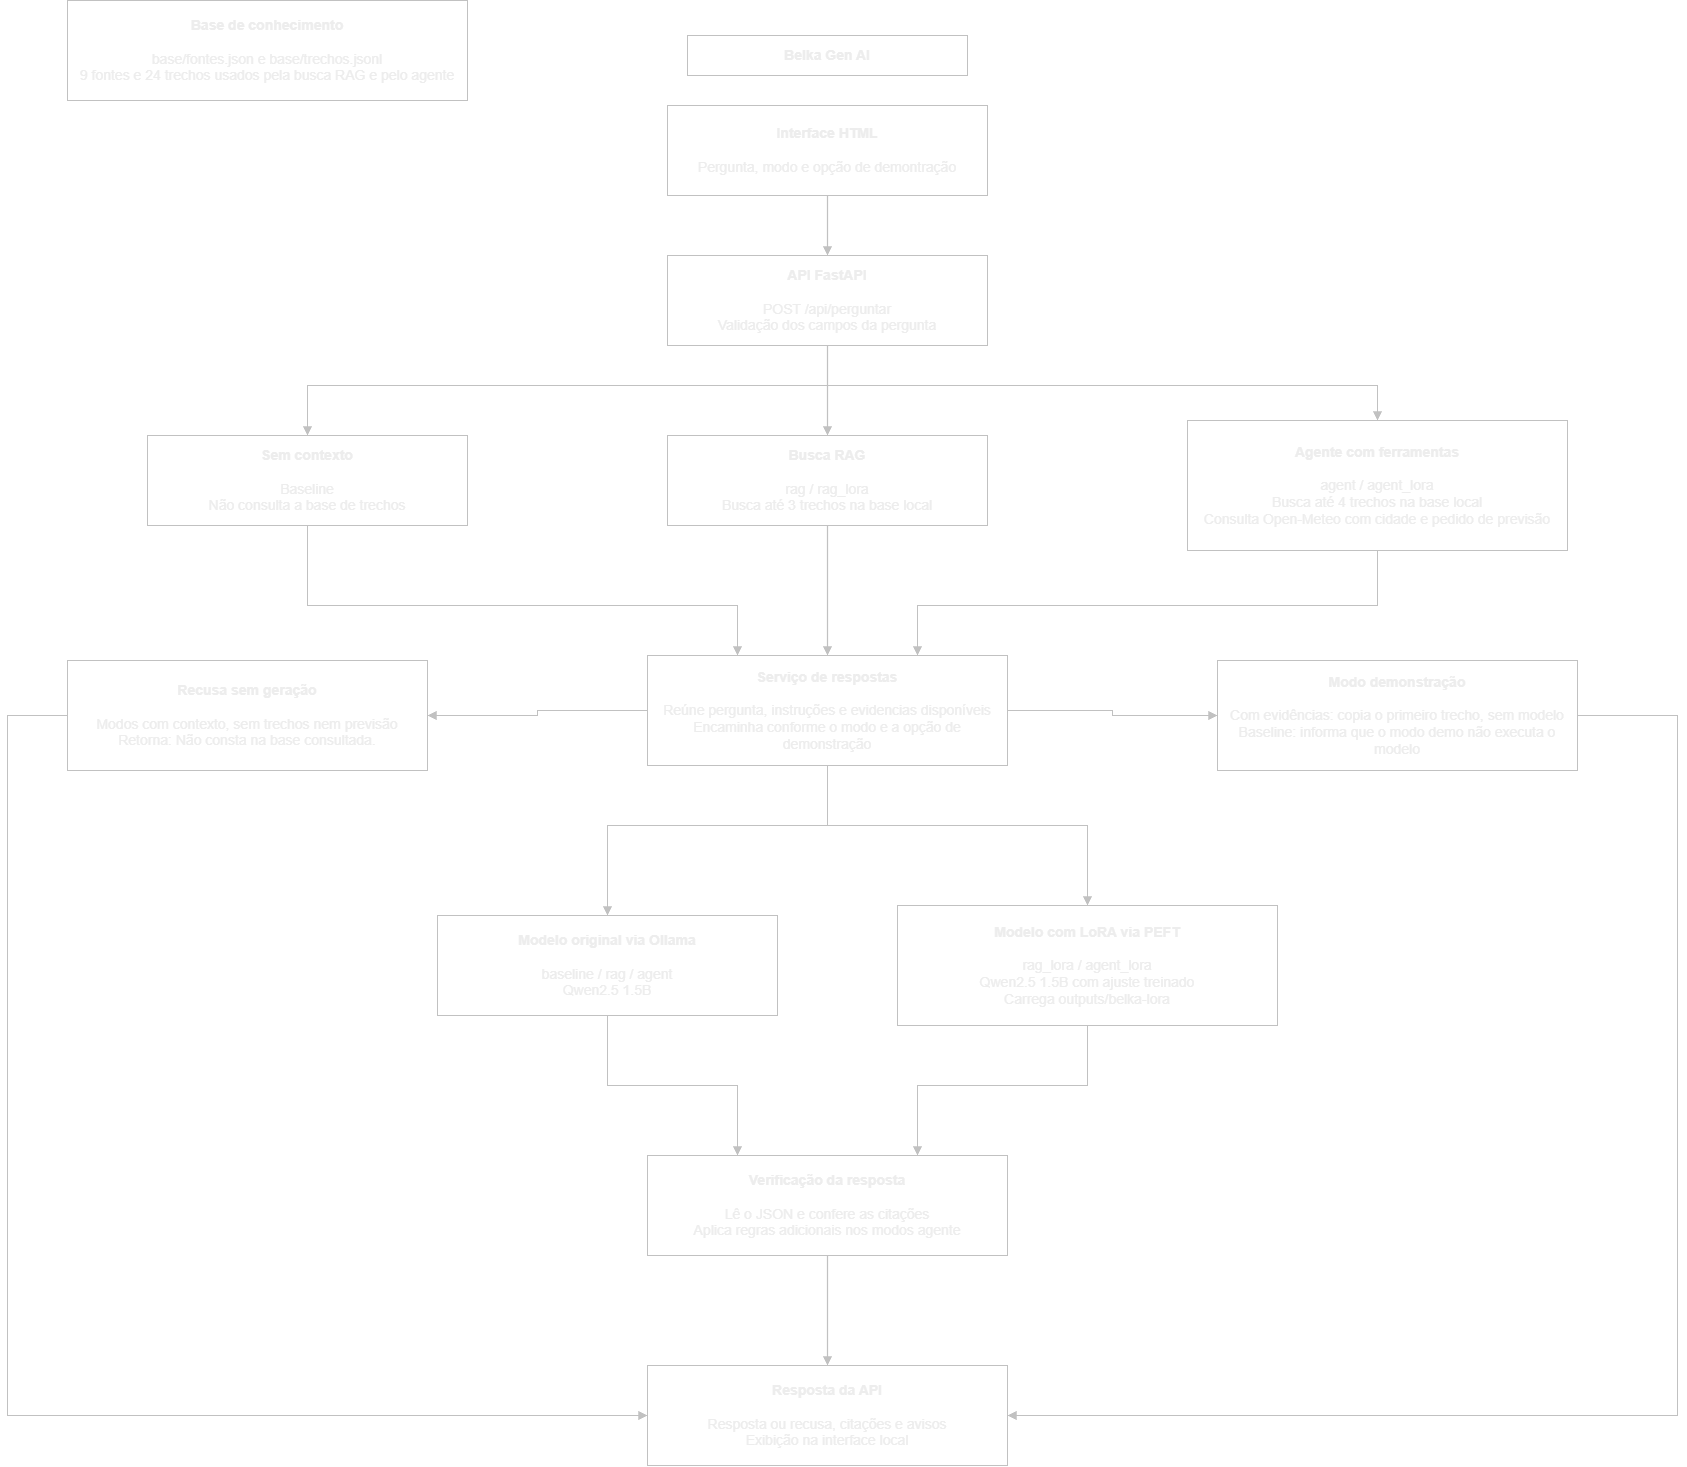 Base de conhecimento
base/fontes.json e base/trechos.jsonl
9 fontes e 24 trechos usados pela busca RAG e pelo agente
Belka Gen AI
Interface HTML
Pergunta, modo e opção de demontração
API FastAPI
POST /api/perguntar
Validação dos campos da pergunta
Sem contexto
Baseline
Não consulta a base de trechos
Busca RAG
rag / rag_lora
Busca até 3 trechos na base local
Agente com ferramentas
agent / agent_lora
Busca até 4 trechos na base local
Consulta Open-Meteo com cidade e pedido de previsão
Recusa sem geração
Modos com contexto, sem trechos nem previsão
Retorna: Não consta na base consultada.
Serviço de respostas
Reúne pergunta, instruções e evidencias disponíveis
Encaminha conforme o modo e a opção de
demonstração
Modo demonstração
Com evidências: copia o primeiro trecho, sem modelo
Baseline: informa que o modo demo não executa o
modelo
Modelo original via Ollama
baseline / rag / agent
Qwen2.5 1.5B
Modelo com LoRA via PEFT
rag_lora / agent_lora
Qwen2.5 1.5B com ajuste treinado
Carrega outputs/belka-lora
Verificação da resposta
Lê o JSON e confere as citações
Aplica regras adicionais nos modos agente
Resposta da API
Resposta ou recusa, citações e avisos
Exibição na interface local